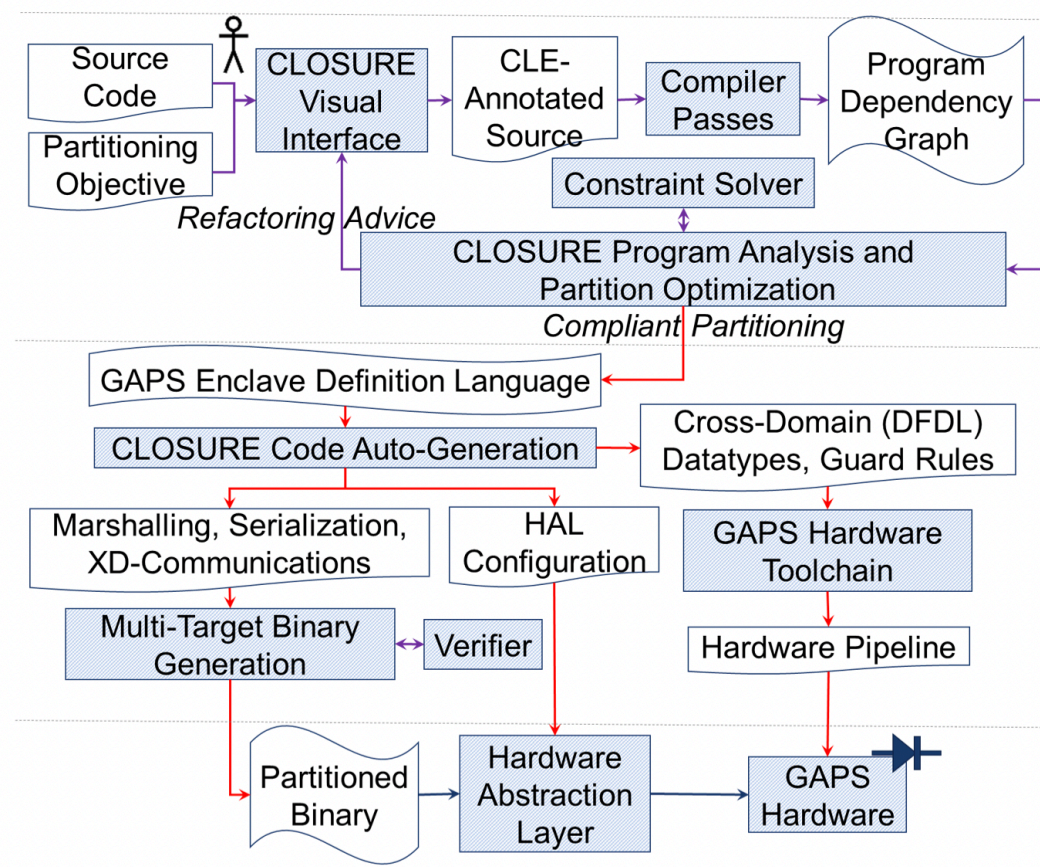 Source
Code
CLOSURE
Visual
Interface
CLE-
Annotated
Source
Compiler
Passes
Program
Dependency
Graph
Partitioning
Objective
Constraint Solver
Refactoring Advice
CLOSURE Program Analysis and
Partition Optimization
Compliant Partitioning
GAPS Enclave Definition Language
CLOSURE Code Auto-Generation
Cross-Domain (DFDL)
Datatypes, Guard Rules
Marshalling, Serialization,
XD-Communications
HAL
Configuration
GAPS Hardware
Toolchain
Multi-Target Binary
Generation
Verifier
Hardware Pipeline
Partitioned
Binary
Hardware
Abstraction
Layer
GAPS
Hardware